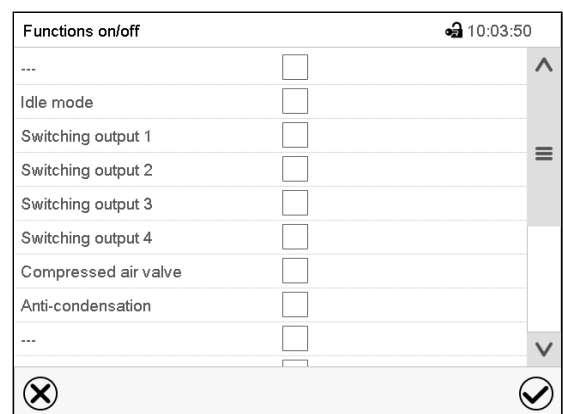 Functions on/off 10:03:50
---
Idle mode
Switching output 1
Switching output 2
Switching output 3
Switching output 4
Compressed air valve
Anti-condensation
---